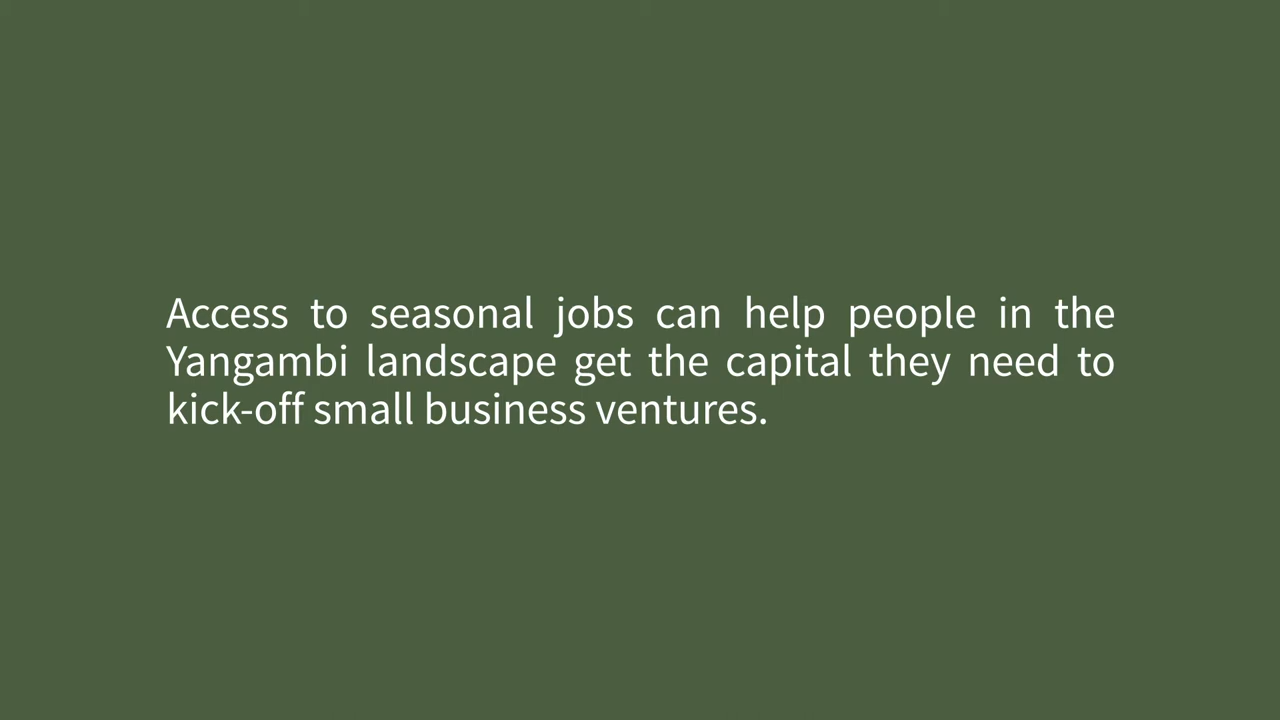 Access to seasonal jobs can help people in the
Yangambi landscape get the capital they need to
kick-off small business ventures.